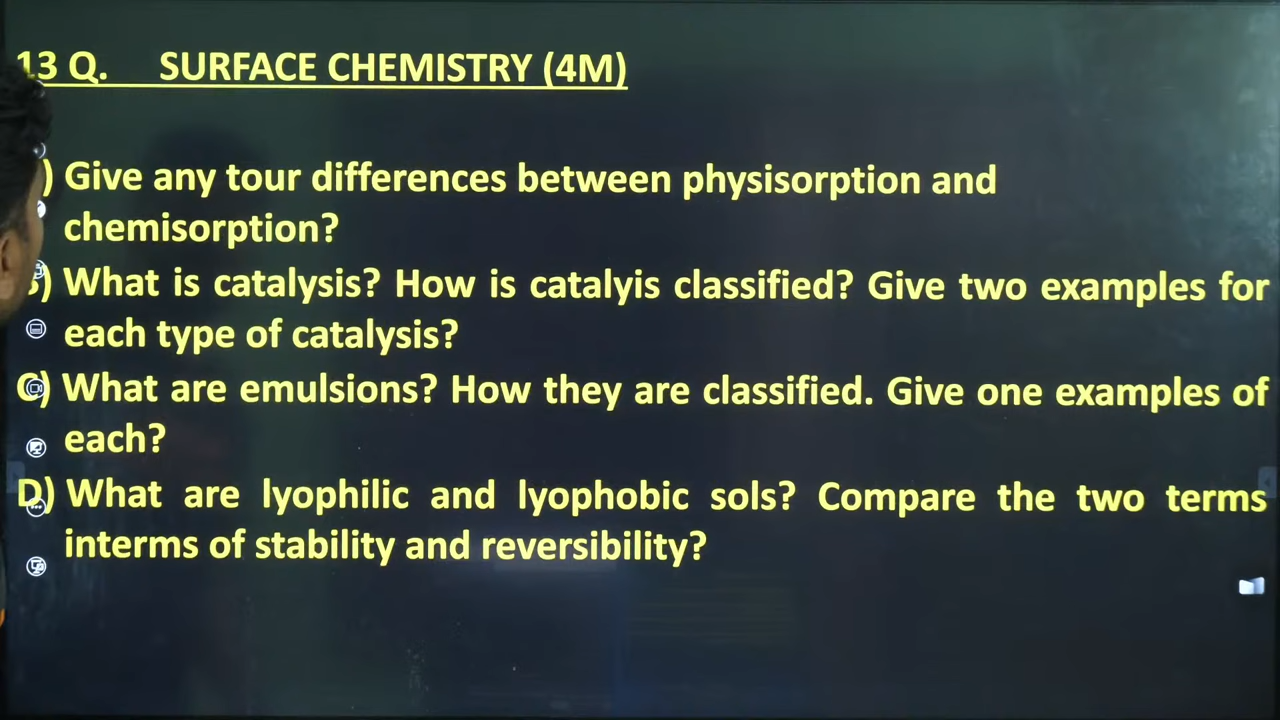 13 Q. SURFACE CHEMISTRY (4M)
) Give any tour differences between physisorption and
chemisorption?
) What is catalysis? How is catalyis classified? Give two examples for
each type of catalysis?
C) What are emulsions? How they are classified. Give one examples of
each?
D) What are lyophilic and lyophobic sols? Compare the two terms
interms of stability and reversibility?